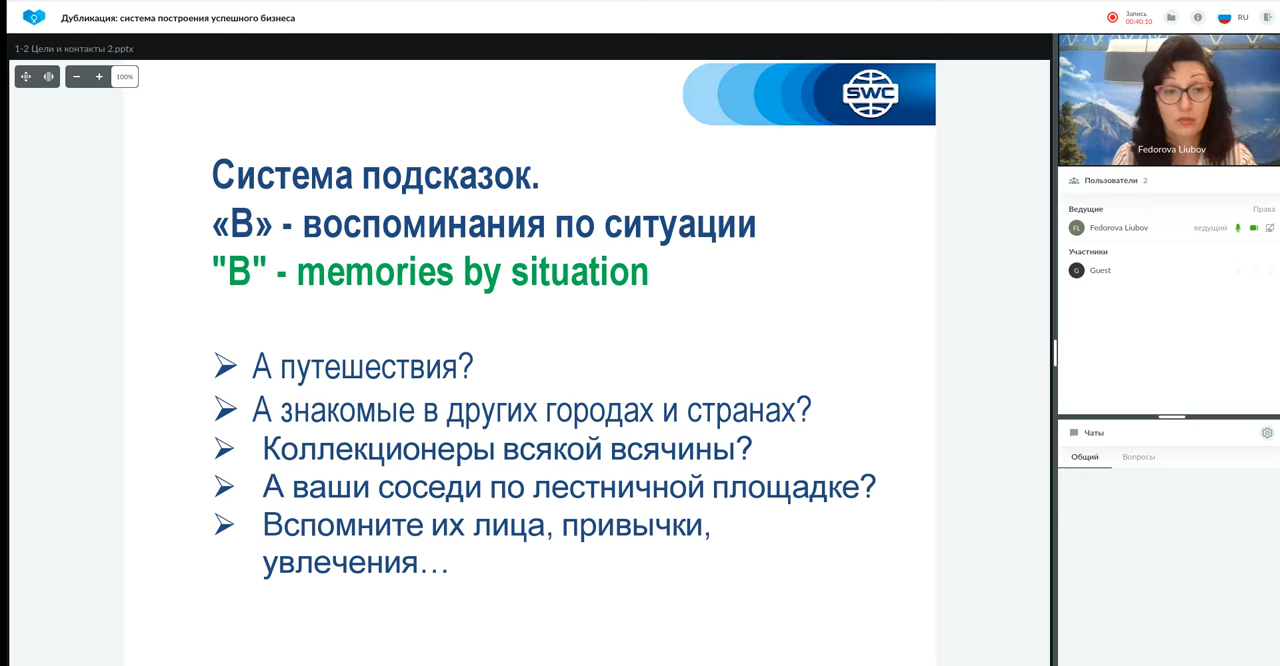 Дубликация: система построения успешного бизнеса
Запись
00:40:10
RU
1-2 Цели и контакты 2.pptx
100%
SWC
Система подсказок.
«В» - воспоминания по ситуации
"B" - memories by situation
А путешествия?
А знакомые в других городах и странах?
Коллекционеры всякой всячины?
А ваши соседи по лестничной площадке?
Вспомните их лица, привычки,
увлечения…
Fedorova Liubov
Пользователи 2
Ведущие Права
FL Fedorova Liubov ведущий
Участники
G Guest
Чаты
Общий Вопросы